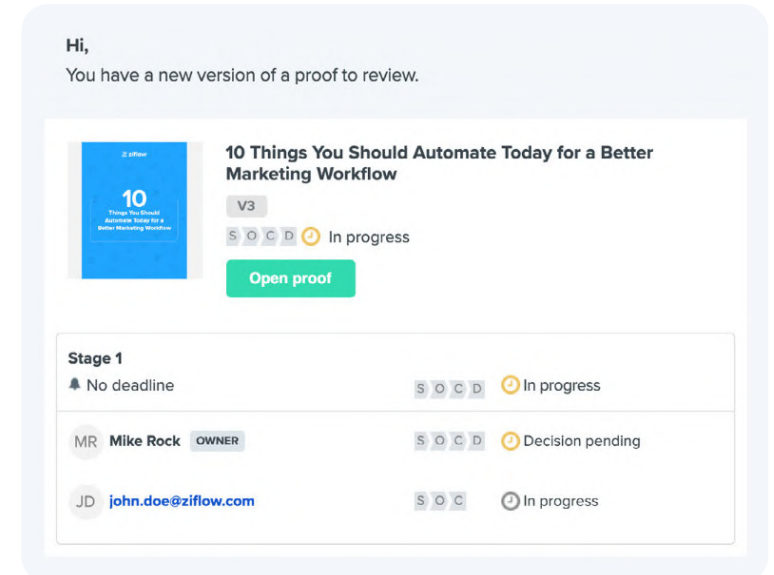 Hi,
You have a new version of a proof to review.
ziflow
10
Things You Should
Automate Today for a
Better Marketing Workflow
10 Things You Should Automate Today for a Better
Marketing Workflow
V3
S O C D In progress
Open proof
Stage 1
No deadline
S O C D In progress
MR Mike Rock OWNER
S O C D Decision pending
JD john.doe@ziflow.com
S O C In progress